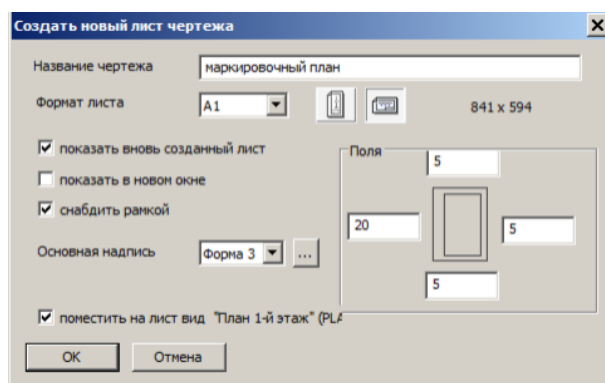 Создать новый лист чертежа
Название чертежа маркировочный план
Формат листа A1 841 x 594
показать вновь созданный лист
Поля
5
показать в новом окне
снабдить рамкой
20 5
Основная надпись Форма 3 ...
5
поместить на лист вид "План 1-й этаж" (PLA
OK Отмена